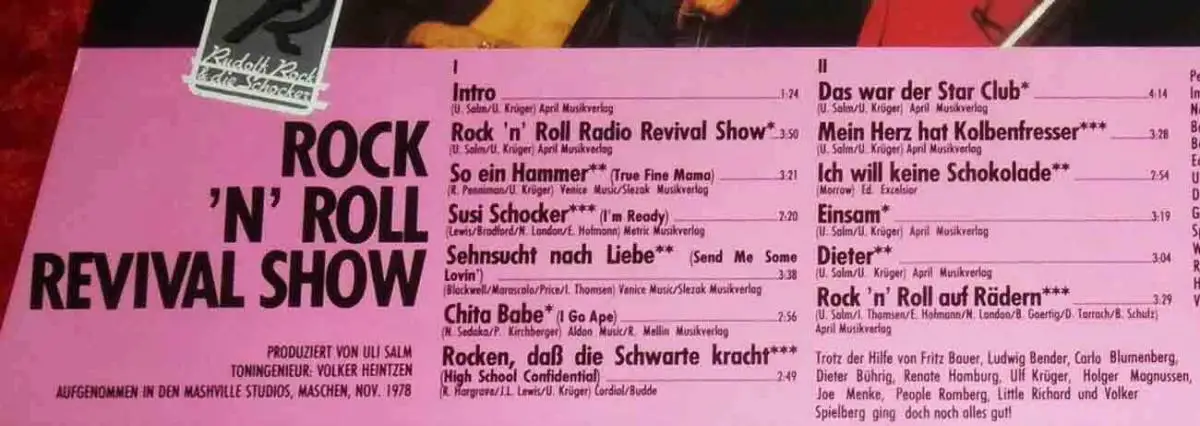 Rudolf Rock
& die Schocker
ROCK
'N' ROLL
REVIVAL SHOW
PRODUZIERT VON ULI SALM
TONINGENIEUR: VOLKER HEINTZEN
AUFGENOMMEN IN DEN MASHVILLE STUDIOS, MASCHEN, NOV. 1978
I
Intro 1·24
(U. Salm/U. Krüger) April Musikverlag
Rock 'n' Roll Radio Revival Show* 3·50
(U. Salm/U. Krüger) April Musikverlag
So ein Hammer** (True Fine Mama) 3·21
(R. Penniman/U. Krüger) Venice Music/Slezak Musikverlag
Susi Schocker*** (I'm Ready) 2·20
(Lewis/Bradford/N. Landon/E. Hofmann) Metric Musikverlag
Sehnsucht nach Liebe** (Send Me Some
Lovin') 3·38
(Blackwell/Marascalo/Price/I. Thomsen) Venice Music/Slezak Musikverlag
Chita Babe* (I Go Ape) 2·56
(N. Sedaka/P. Kirchberger) Aldon Music/R. Mellin Musikverlag
Rocken, daß die Schwarte kracht***
(High School Confidential) 2·49
(R. Hargrave/J.L. Lewis/U. Krüger) Cordial/Budde
II
Das war der Star Club* 4·14
(U. Salm/U. Krüger) April Musikverlag
Mein Herz hat Kolbenfresser*** 3·28
(U. Salm/U. Krüger) April Musikverlag
Ich will keine Schokolade** 2·54
(Morrow) Ed. Excelsior
Einsam* 3·19
(U. Salm/U. Krüger) April Musikverlag
Dieter** 3·04
(U. Salm/U. Krüger) April Musikverlag
Rock 'n' Roll auf Rädern*** 3·29
(U. Salm/I. Thomsen/E. Hofmann/N. Landon/B. Gaertig/D. Tarrach/B. Schulz)
April Musikverlag
Trotz der Hilfe von Fritz Bauer, Ludwig Bender, Carlo Blumenberg,
Dieter Bührig, Renate Hamburg, Ulf Krüger, Holger Magnussen,
Joe Menke, People Romberg, Little Richard und Volker
Spielberg ging doch noch alles gut!